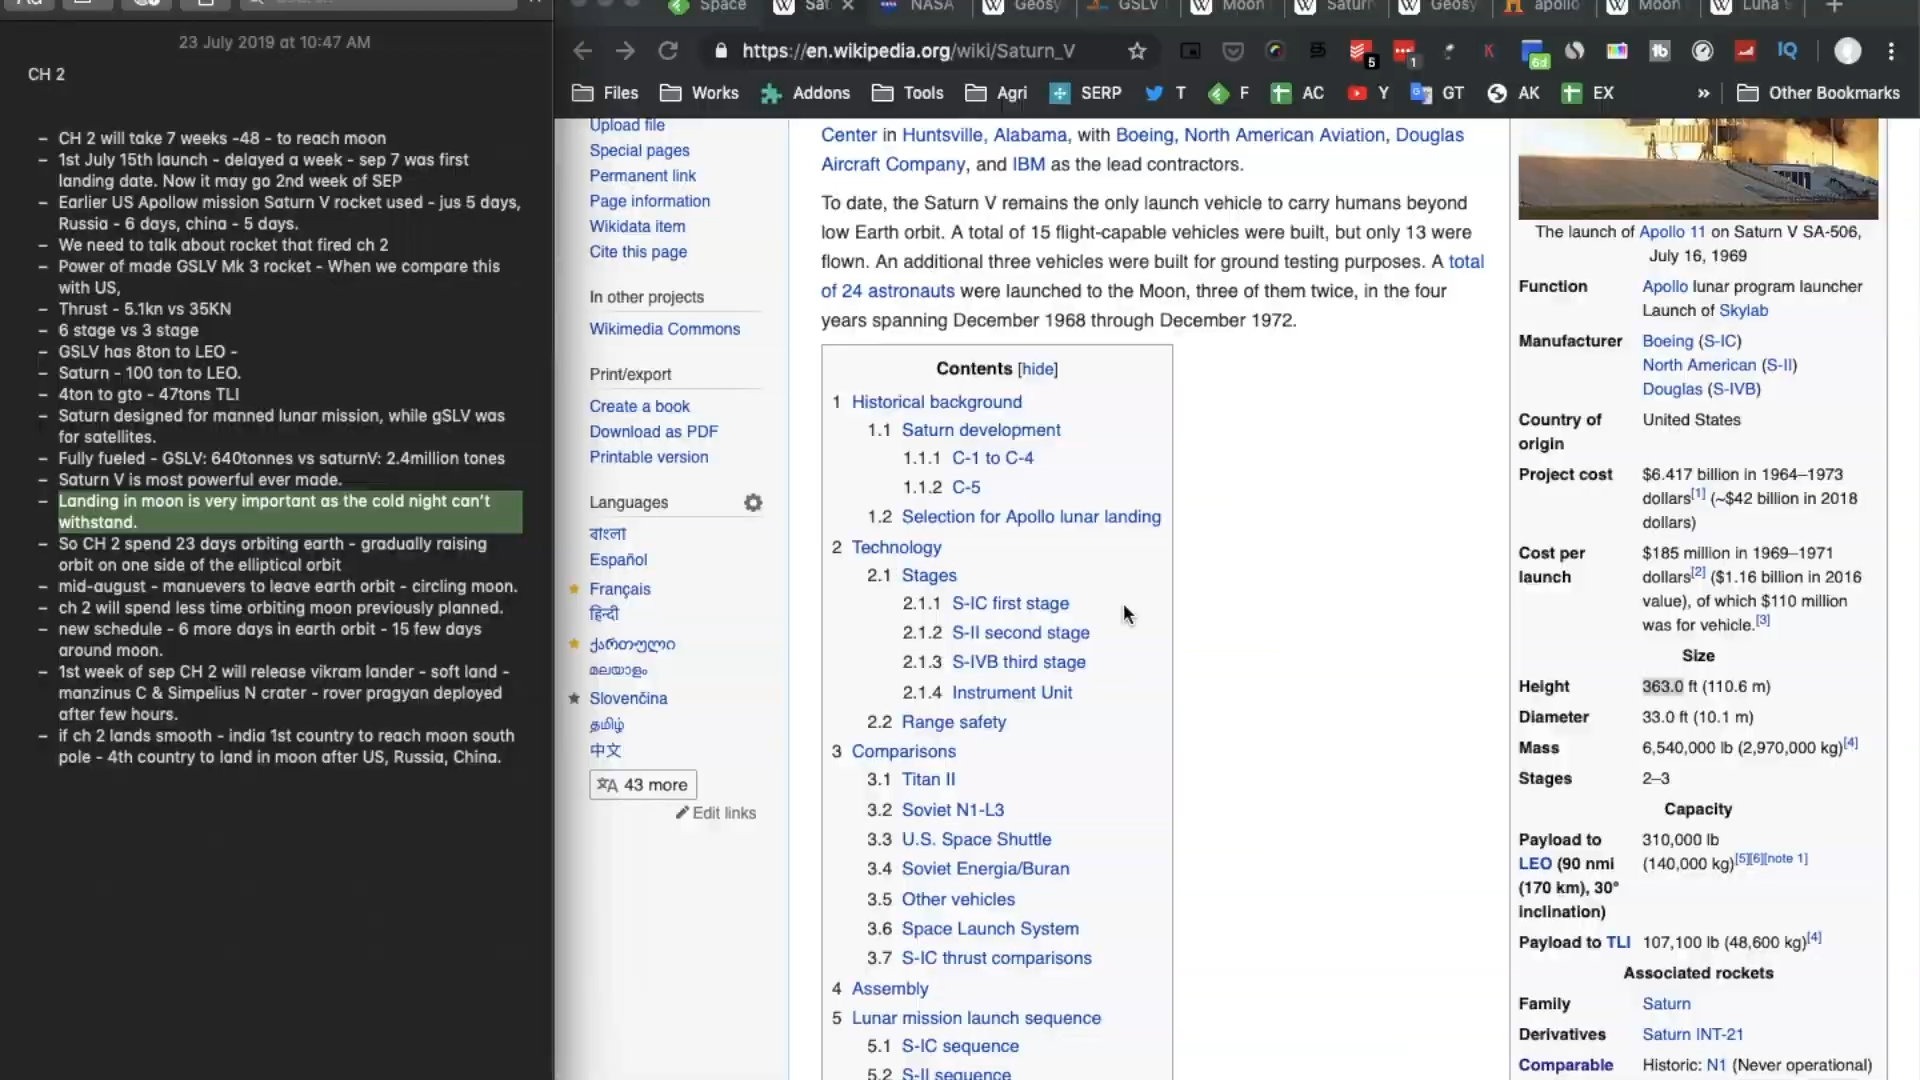 23 July 2019 at 10:47 AM
CH 2
– CH 2 will take 7 weeks -48 - to reach moon
– 1st July 15th launch - delayed a week - sep 7 was first
landing date. Now it may go 2nd week of SEP
– Earlier US Apollow mission Saturn V rocket used - jus 5 days,
Russia - 6 days, china - 5 days.
– We need to talk about rocket that fired ch 2
– Power of made GSLV Mk 3 rocket - When we compare this
with US,
– Thrust - 5.1kn vs 35KN
– 6 stage vs 3 stage
– GSLV has 8ton to LEO -
– Saturn - 100 ton to LEO.
– 4ton to gto - 47tons TLI
– Saturn designed for manned lunar mission, while gSLV was
for satellites.
– Fully fueled - GSLV: 640tonnes vs saturnV: 2.4million tones
– Saturn V is most powerful ever made.
– Landing in moon is very important as the cold night can't
withstand.
– So CH 2 spend 23 days orbiting earth - gradually raising
orbit on one side of the elliptical orbit
– mid-august - manuevers to leave earth orbit - circling moon.
– ch 2 will spend less time orbiting moon previously planned.
– new schedule - 6 more days in earth orbit - 15 few days
around moon.
– 1st week of sep CH 2 will release vikram lander - soft land -
manzinus C & Simpelius N crater - rover pragyan deployed
after few hours.
– if ch 2 lands smooth - india 1st country to reach moon south
pole - 4th country to land in moon after US, Russia, China.
Space Sat NASA Geosy GSLV Moon Saturn Geosy apollo Moon Luna
https://en.wikipedia.org/wiki/Saturn_V
5 1 6d K tb IQ
Files Works Addons Tools Agri SERP T F AC Y GT AK EX » Other Bookmarks
Upload file
Special pages
Permanent link
Page information
Wikidata item
Cite this page
In other projects
Wikimedia Commons
Print/export
Create a book
Download as PDF
Printable version
Languages
বাংলা
Español
Français
हिन्दी
ქართული
മലയാളം
Slovenčina
தமிழ்
中文
43 more
Edit links
Center in Huntsville, Alabama, with Boeing, North American Aviation, Douglas
Aircraft Company, and IBM as the lead contractors.
To date, the Saturn V remains the only launch vehicle to carry humans beyond
low Earth orbit. A total of 15 flight-capable vehicles were built, but only 13 were
flown. An additional three vehicles were built for ground testing purposes. A total
of 24 astronauts were launched to the Moon, three of them twice, in the four
years spanning December 1968 through December 1972.
Contents [hide]
1 Historical background
1.1 Saturn development
1.1.1 C-1 to C-4
1.1.2 C-5
1.2 Selection for Apollo lunar landing
2 Technology
2.1 Stages
2.1.1 S-IC first stage
2.1.2 S-II second stage
2.1.3 S-IVB third stage
2.1.4 Instrument Unit
2.2 Range safety
3 Comparisons
3.1 Titan II
3.2 Soviet N1-L3
3.3 U.S. Space Shuttle
3.4 Soviet Energia/Buran
3.5 Other vehicles
3.6 Space Launch System
3.7 S-IC thrust comparisons
4 Assembly
5 Lunar mission launch sequence
5.1 S-IC sequence
5.2 S-II sequence
The launch of Apollo 11 on Saturn V SA-506,
July 16, 1969
Function Apollo lunar program launcher
Launch of Skylab
Manufacturer Boeing (S-IC)
North American (S-II)
Douglas (S-IVB)
Country of origin United States
Project cost $6.417 billion in 1964–1973
dollars[1] (~$42 billion in 2018
dollars)
Cost per launch $185 million in 1969–1971
dollars[2] ($1.16 billion in 2016
value), of which $110 million
was for vehicle.[3]
Size
Height 363.0 ft (110.6 m)
Diameter 33.0 ft (10.1 m)
Mass 6,540,000 lb (2,970,000 kg)[4]
Stages 2–3
Capacity
Payload to LEO (90 nmi (170 km), 30° inclination) 310,000 lb
(140,000 kg)[5][6][note 1]
Payload to TLI 107,100 lb (48,600 kg)[4]
Associated rockets
Family Saturn
Derivatives Saturn INT-21
Comparable Historic: N1 (Never operational)